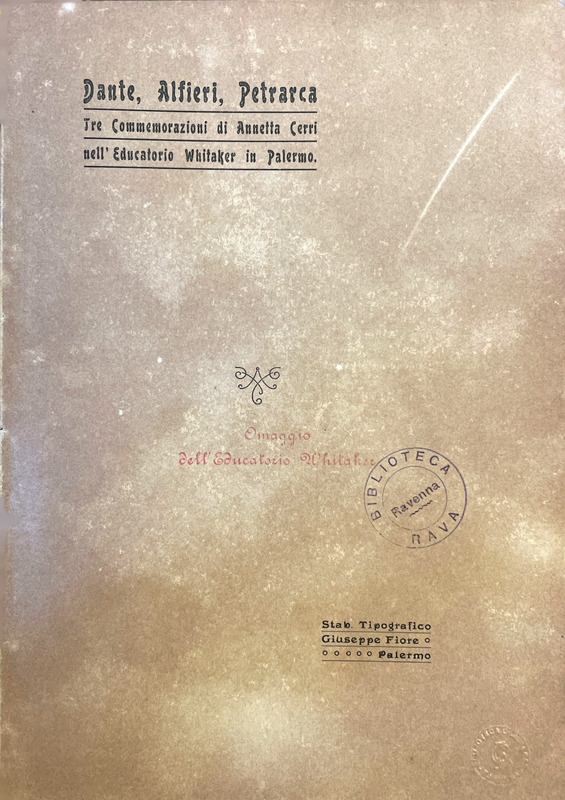 Dante, Alfieri, Petrarca
Tre Commemorazioni di Annetta Cerri
nell' Educatorio Whitaker in Palermo.
Omaggio
dell'Educatorio Whitaker
BIBLIOTECA
Ravenna
RAVA
Stab. Tipografico
Giuseppe Fiore
Palermo